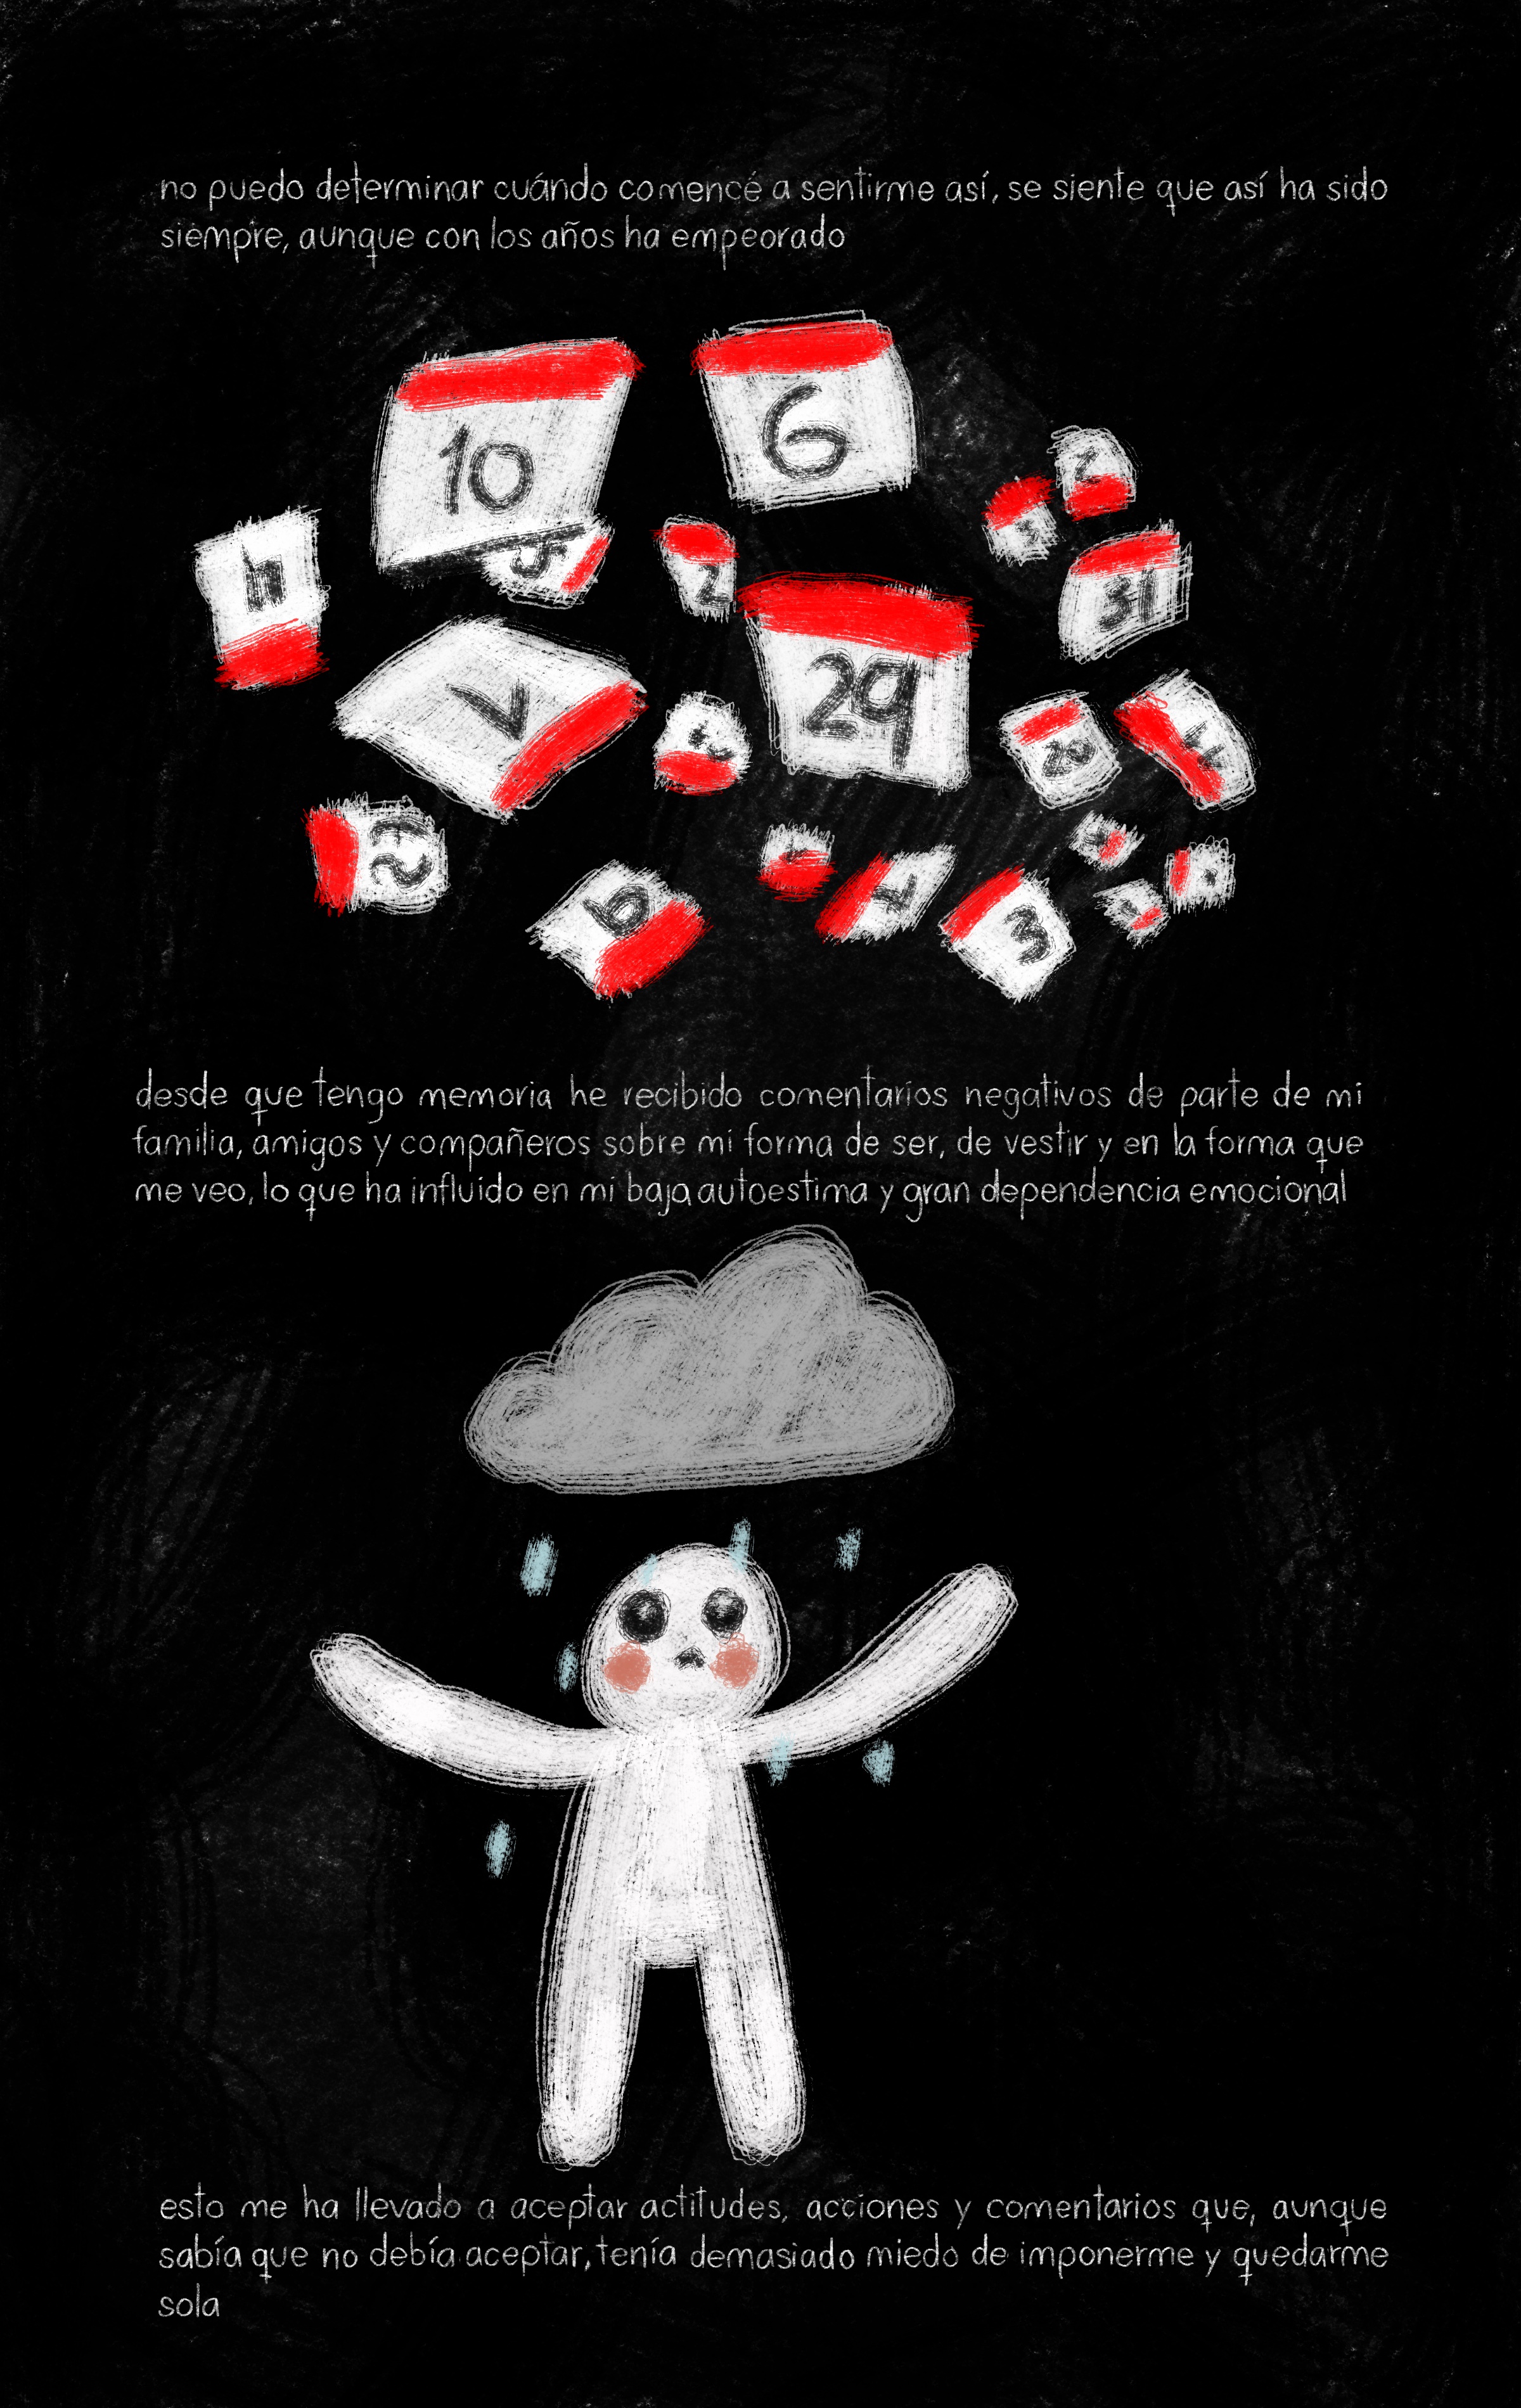 no puedo determinar cuándo comencé a sentirme así, se siente que así ha sido
siempre, aunque con los años ha empeorado
10
6
31
29
20
3
desde que tengo memoria he recibido comentarios negativos de parte de mi
familia, amigos y compañeros sobre mi forma de ser, de vestir y en la forma que
me veo, lo que ha influido en mi baja autoestima y gran dependencia emocional
esto me ha llevado a aceptar actitudes, acciones y comentarios que, aunque
sabía que no debía aceptar, tenía demasiado miedo de imponerme y quedarme
sola